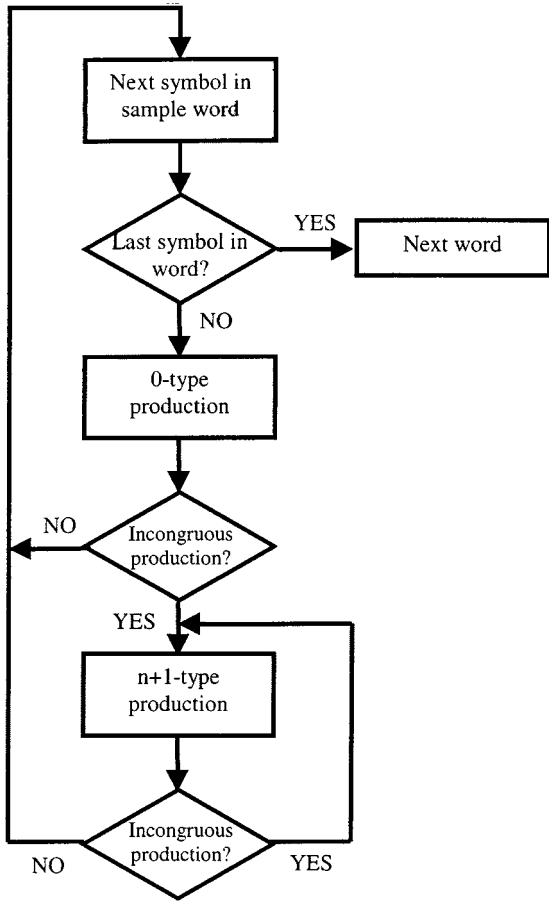 Next symbol in
sample word
Last symbol in
word?
YES
Next word
NO
0-type
production
Incongruous
production?
NO
YES
n+1-type
production
Incongruous
production?
NO
YES